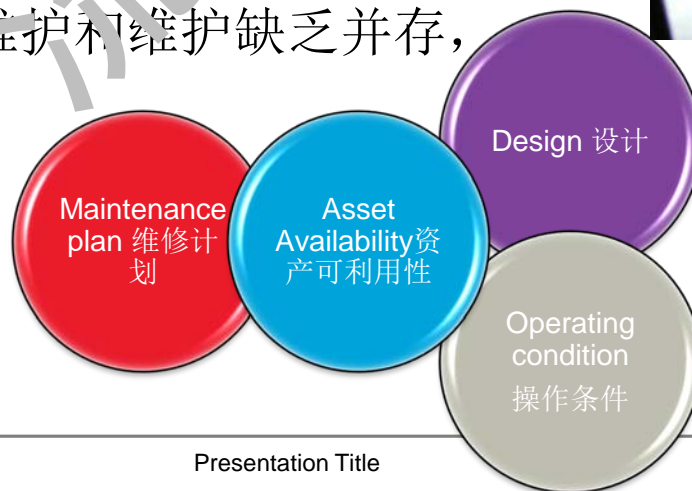 维护和维护缺乏并存，
Design 设计
Maintenance
plan 维修计
划
Asset
Availability资
产可利用性
Operating
condition
操作条件
Presentation Title